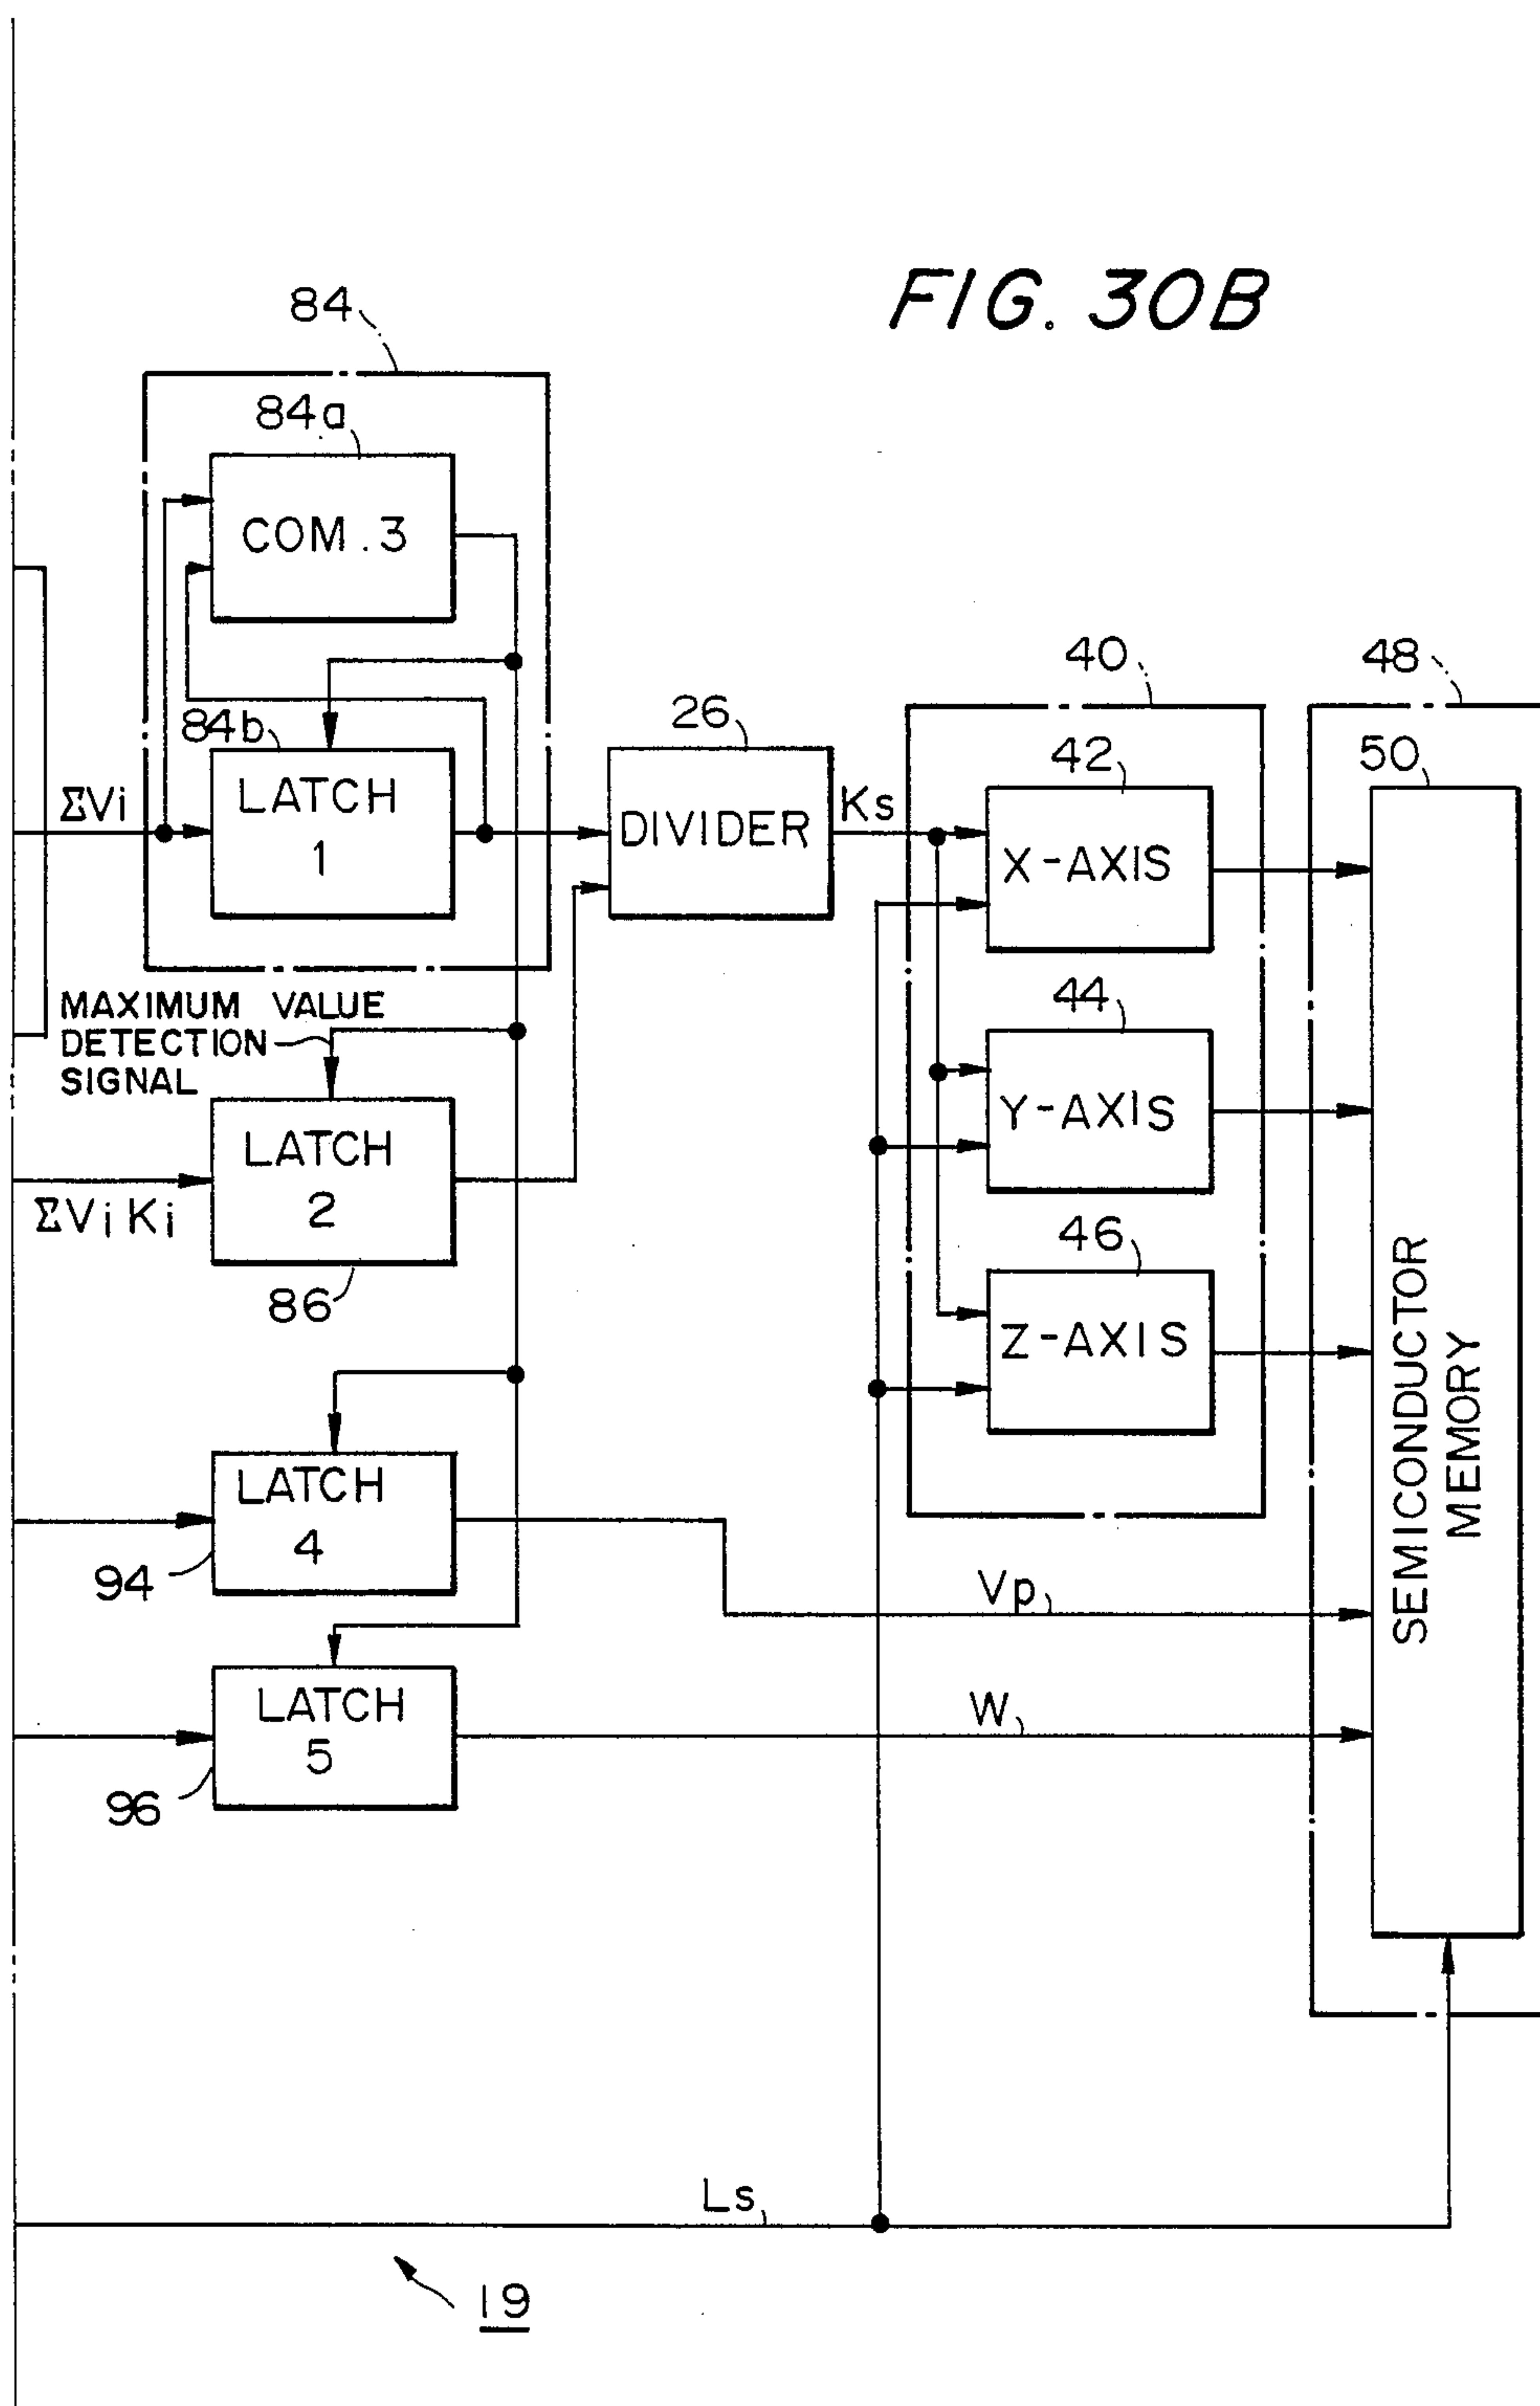 FIG. 30B
84
84a
COM. 3
84b
LATCH
1
ΣVi
26
DIVIDER
Ks
40
42
X-AXIS
44
Y-AXIS
46
Z-AXIS
48
50
SEMICONDUCTOR
MEMORY
MAXIMUM VALUE
DETECTION
SIGNAL
LATCH
2
ΣViKi
86
LATCH
4
94
Vp
LATCH
5
96
W
Ls
19